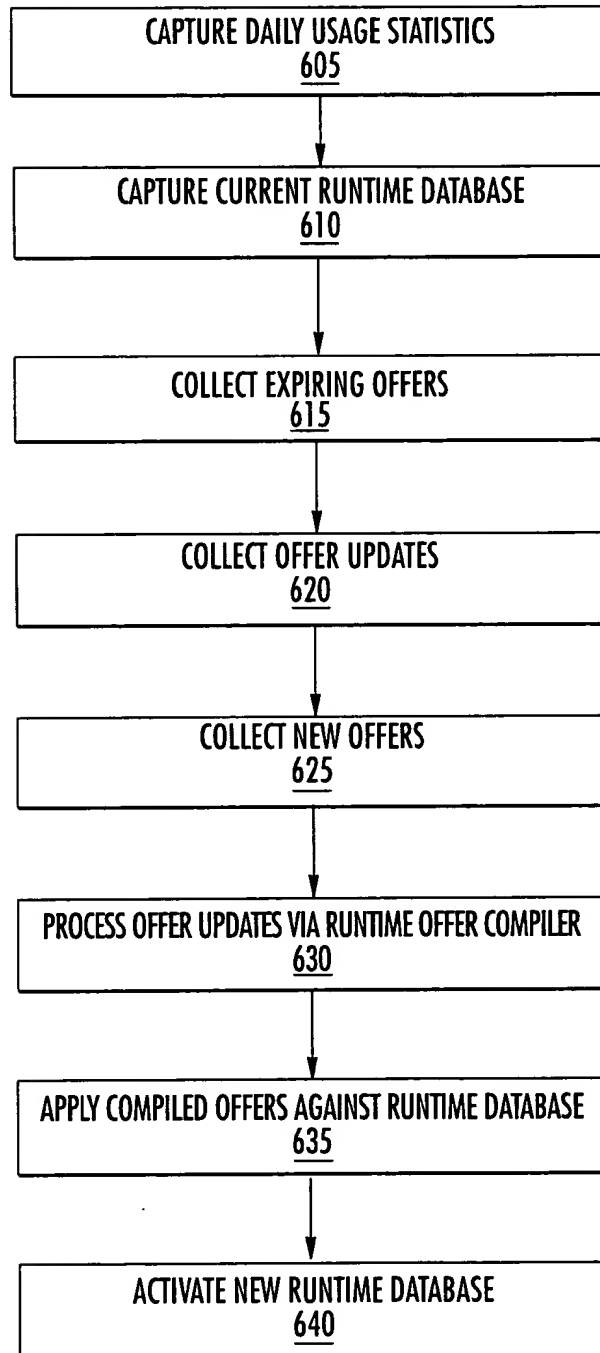 CAPTURE DAILY USAGE STATISTICS
605
CAPTURE CURRENT RUNTIME DATABASE
610
COLLECT EXPIRING OFFERS
615
COLLECT OFFER UPDATES
620
COLLECT NEW OFFERS
625
PROCESS OFFER UPDATES VIA RUNTIME OFFER COMPILER
630
APPLY COMPILED OFFERS AGAINST RUNTIME DATABASE
635
ACTIVATE NEW RUNTIME DATABASE
640